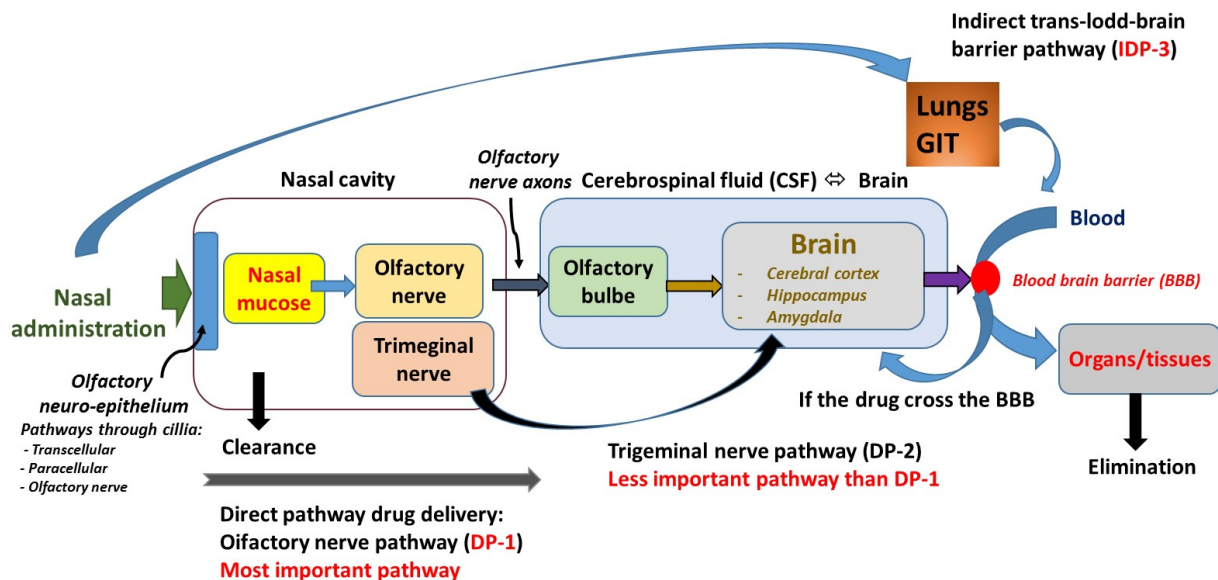 Indirect trans-lodd-brain
barrier pathway (IDP-3)
Lungs
GIT
Olfactory
nerve axons
Nasal cavity
Cerebrospinal fluid (CSF) ⇔ Brain
Blood
Nasal
administration
Nasal
mucose
Olfactory
nerve
Trimeginal
nerve
Olfactory
bulbe
Brain
- Cerebral cortex
- Hippocampus
- Amygdala
Blood brain barrier (BBB)
Organs/tissues
If the drug cross the BBB
Olfactory
neuro-epithelium
Pathways through cillia:
- Transcellular
- Paracellular
- Olfactory nerve
Clearance
Trigeminal nerve pathway (DP-2)
Less important pathway than DP-1
Elimination
Direct pathway drug delivery:
Oifactory nerve pathway (DP-1)
Most important pathway